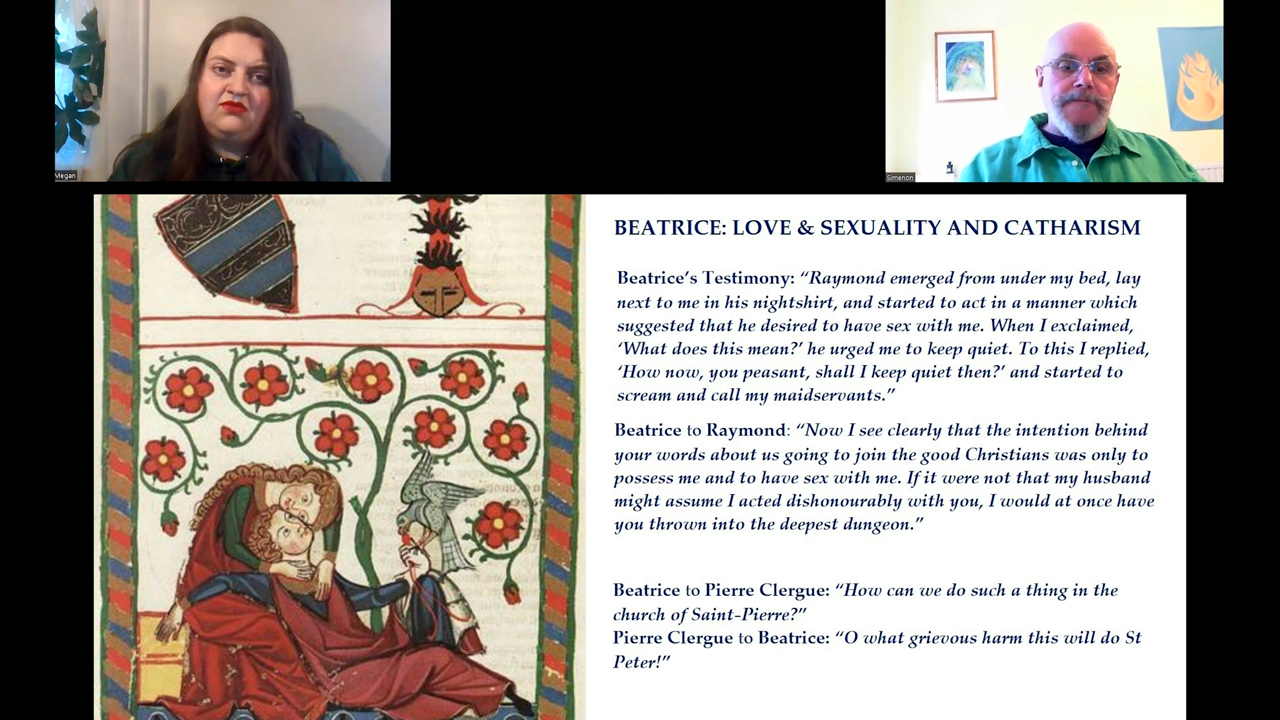 Megan
Simenon
BEATRICE: LOVE & SEXUALITY AND CATHARISM
Beatrice's Testimony: “Raymond emerged from under my bed, lay
next to me in his nightshirt, and started to act in a manner which
suggested that he desired to have sex with me. When I exclaimed,
‘What does this mean?’ he urged me to keep quiet. To this I replied,
‘How now, you peasant, shall I keep quiet then?’ and started to
scream and call my maidservants.”
Beatrice to Raymond: “Now I see clearly that the intention behind
your words about us going to join the good Christians was only to
possess me and to have sex with me. If it were not that my husband
might assume I acted dishonourably with you, I would at once have
you thrown into the deepest dungeon.”
Beatrice to Pierre Clergue: “How can we do such a thing in the
church of Saint-Pierre?”
Pierre Clergue to Beatrice: “O what grievous harm this will do St
Peter!”